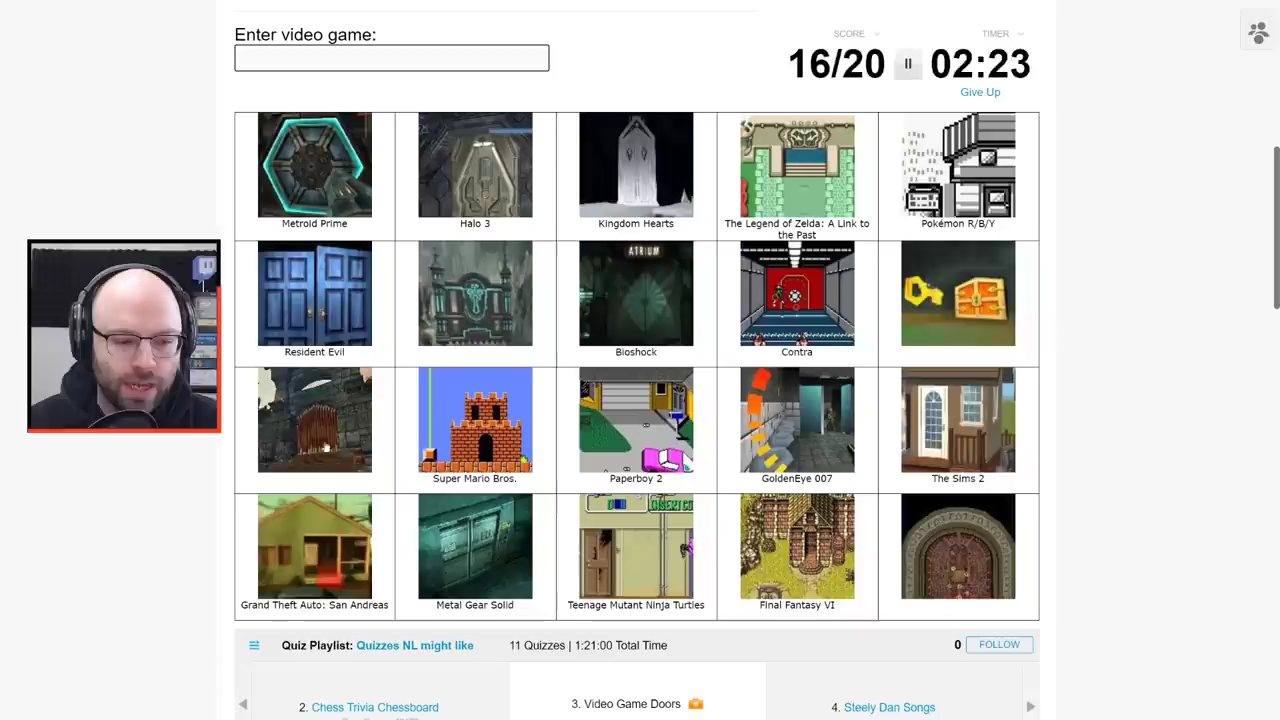 Enter video game:
SCORE
TIMER
16/20
02:23
Give Up
Metroid Prime
Halo 3
Kingdom Hearts
The Legend of Zelda: A Link to
the Past
Pokémon R/B/Y
ATRIUM
Resident Evil
Bioshock
Contra
Super Mario Bros.
Paperboy 2
GoldenEye 007
The Sims 2
INSERT CO
Grand Theft Auto: San Andreas
Metal Gear Solid
Teenage Mutant Ninja Turtles
Final Fantasy VI
Quiz Playlist: Quizzes NL might like
11 Quizzes | 1:21:00 Total Time
0
FOLLOW
2. Chess Trivia Chessboard
3. Video Game Doors
4. Steely Dan Songs